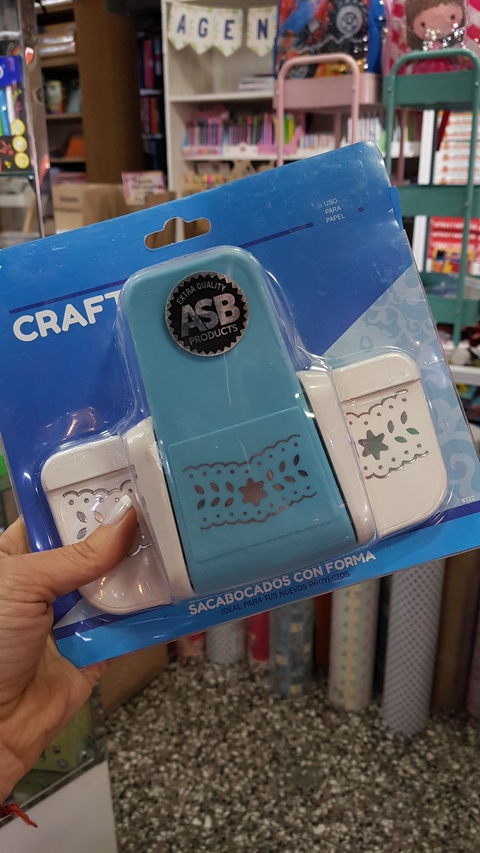 AGEN
USO
PARA
PAPEL
CRAFT
EXTRA QUALITY
ASB
PRODUCTS
SACABOCADOS CON FORMA
IDEAL PARA TUS NUEVOS PROYECTOS